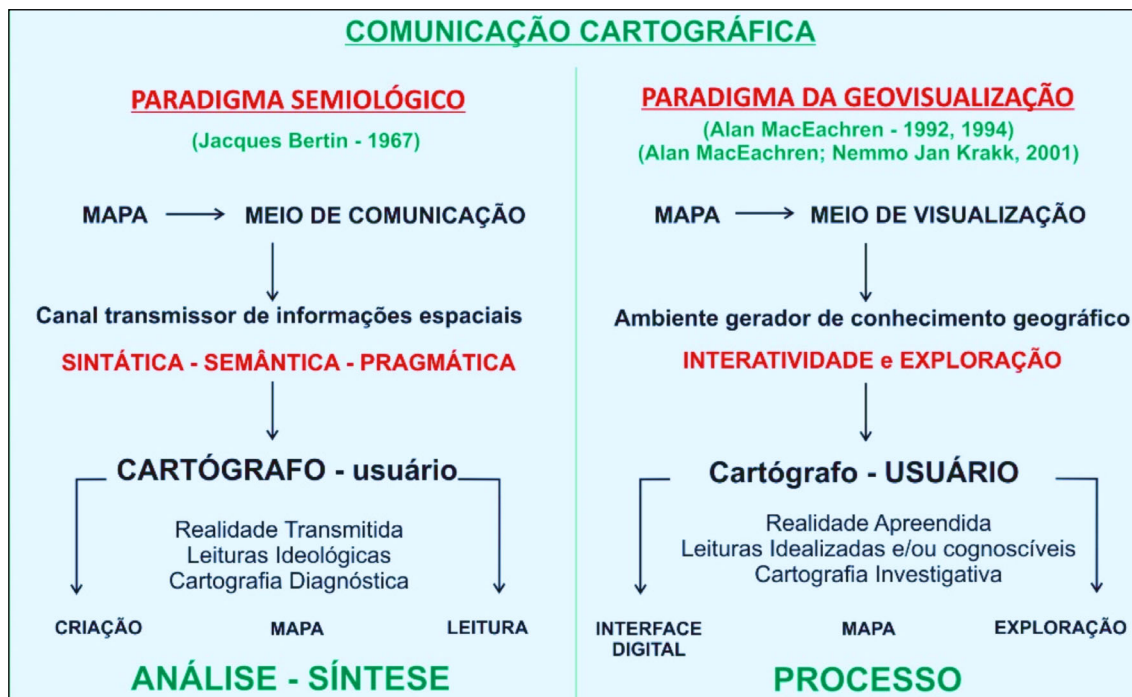 COMUNICAÇÃO CARTOGRÁFICA
PARADIGMA SEMIOLÓGICO
(Jacques Bertin - 1967)
MAPA
MEIO DE COMUNICAÇÃO
Canal transmissor de informações espaciais
SINTÁTICA - SEMÂNTICA - PRAGMÁTICA
CARTÓGRAFO - usuário
Realidade Transmitida
Leituras Ideológicas
Cartografia Diagnóstica
CRIAÇÃO
MAPA
LEITURA
ANÁLISE - SÍNTESE
PARADIGMA DA GEOVISUALIZAÇÃO
(Alan MacEachren - 1992, 1994)
(Alan MacEachren; Nemmo Jan Krakk, 2001)
MAPA
MEIO DE VISUALIZAÇÃO
Ambiente gerador de conhecimento geográfico
INTERATIVIDADE e EXPLORAÇÃO
Cartógrafo - USUÁRIO
Realidade Apreendida
Leituras Idealizadas e/ou cognoscíveis
Cartografia Investigativa
INTERFACE
DIGITAL
MAPA
EXPLORAÇÃO
PROCESSO